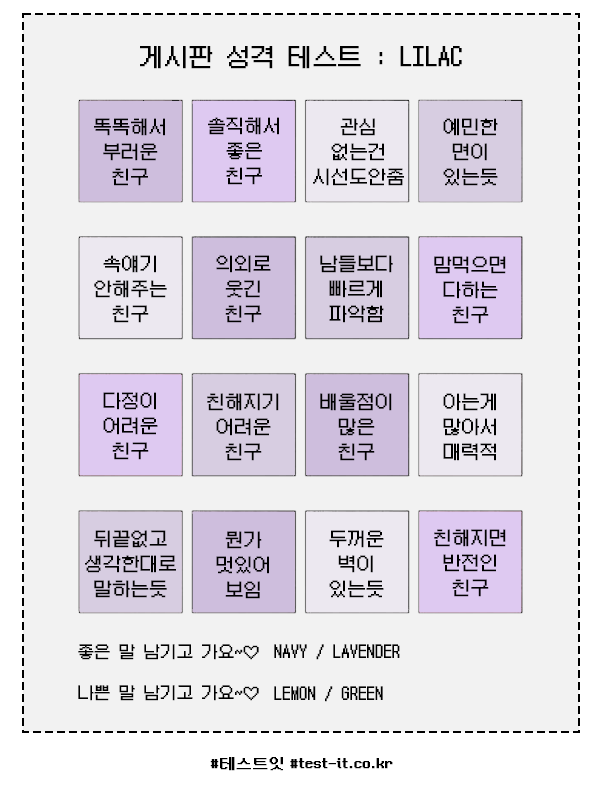 게시판 성격 테스트 : LILAC
똑똑해서
부러운
친구
솔직해서
좋은
친구
관심
없는건
시선도안줌
예민한
면이
있는듯
속얘기
안해주는
친구
의외로
웃긴
친구
남들보다
빠르게
파악함
맘먹으면
다하는
친구
다정이
어려운
친구
친해지기
어려운
친구
배울점이
많은
친구
아는게
많아서
매력적
뒤끝없고
생각한대로
말하는듯
뭔가
멋있어
보임
두꺼운
벽이
있는듯
친해지면
반전인
친구
좋은 말 남기고 가요~♡ NAVY / LAVENDER
나쁜 말 남기고 가요~♡ LEMON / GREEN
#테스트잇 #test-it.co.kr